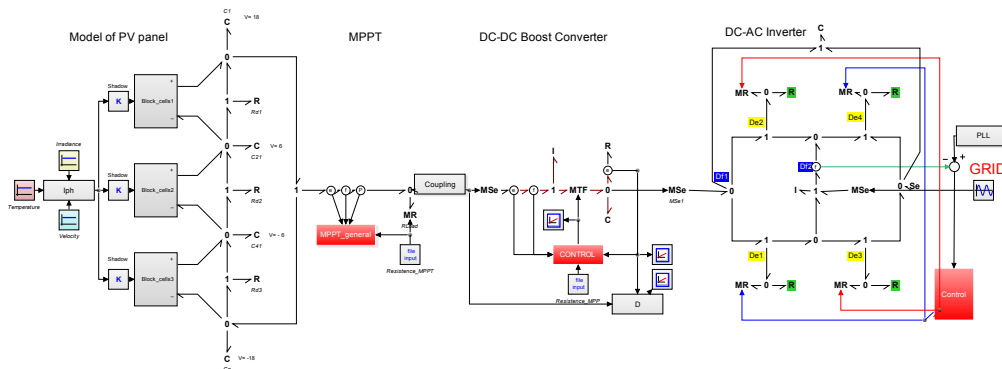 C1
C
V= 18
Model of PV panel
MPPT
DC-DC Boost Converter
DC-AC Inverter
C
0
1
Shadow
K
Block_cells1
+
−
1
R
Rd1
MR
0
R
De2
MR
0
R
De4
Irradiance
0
C
V= 6
C21
R
1
0
1
PLL
Shadow
K
Block_cells2
+
−
I
e
Df2
f
−
+
GRID
Iph
Temperature
1
R
Rd2
1
e
f
P
0
Coupling
MSe
e
f
1
MTF
0
MSe
MSe1
Df1
0
I
1
MSe
0
Se
Velocity
MR
RLoad
C
MPPT_general
0
C
V= - 6
C41
file
input
Resistence_MPPT
CONTROL
1
0
1
Shadow
K
Block_cells3
+
−
De1
De3
1
R
Rd3
file
input
Resistence_MPP
D
MR
0
R
MR
0
R
Control
0
C
V= -18